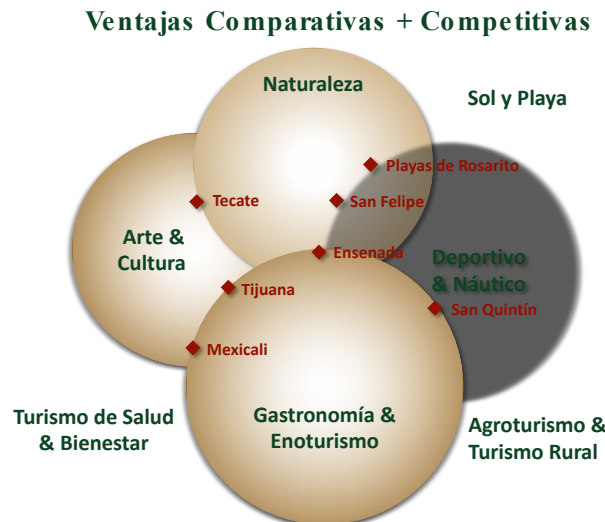 Ventajas Comparativas + Competitivas
Naturaleza
Sol y Playa
Playas de Rosarito
Tecate
San Felipe
Arte &
Cultura
Ensenada
Deportivo
& Náutico
Tijuana
San Quintín
Mexicali
Turismo de Salud
& Bienestar
Gastronomía &
Enoturismo
Agroturismo &
Turismo Rural